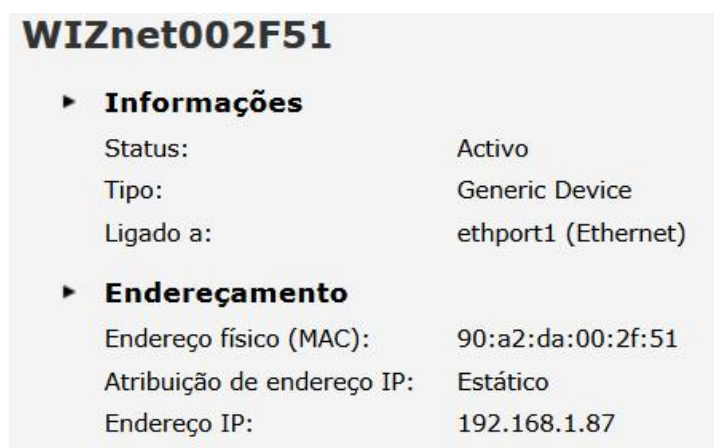 WIZnet002F51
Informações
Status: Activo
Tipo: Generic Device
Ligado a: ethport1 (Ethernet)
Endereçamento
Endereço físico (MAC): 90:a2:da:00:2f:51
Atribuição de endereço IP: Estático
Endereço IP: 192.168.1.87